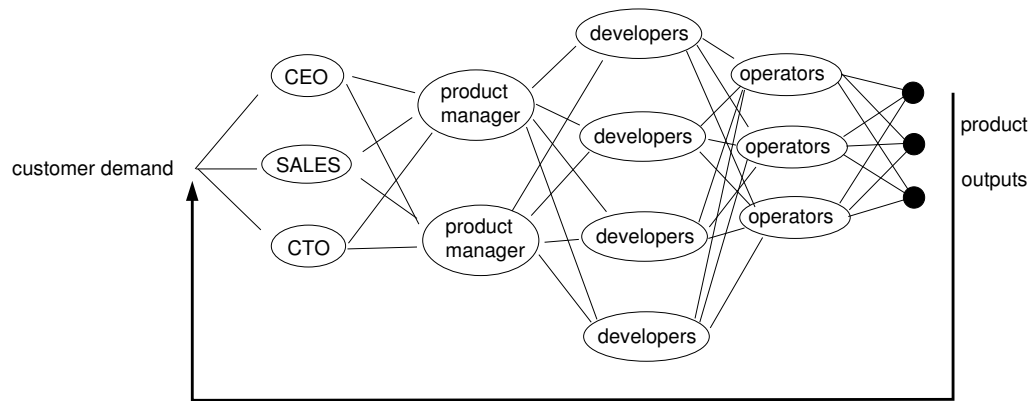 customer demand
CEO
SALES
CTO
product
manager
product
manager
developers
developers
developers
developers
operators
operators
operators
product
outputs